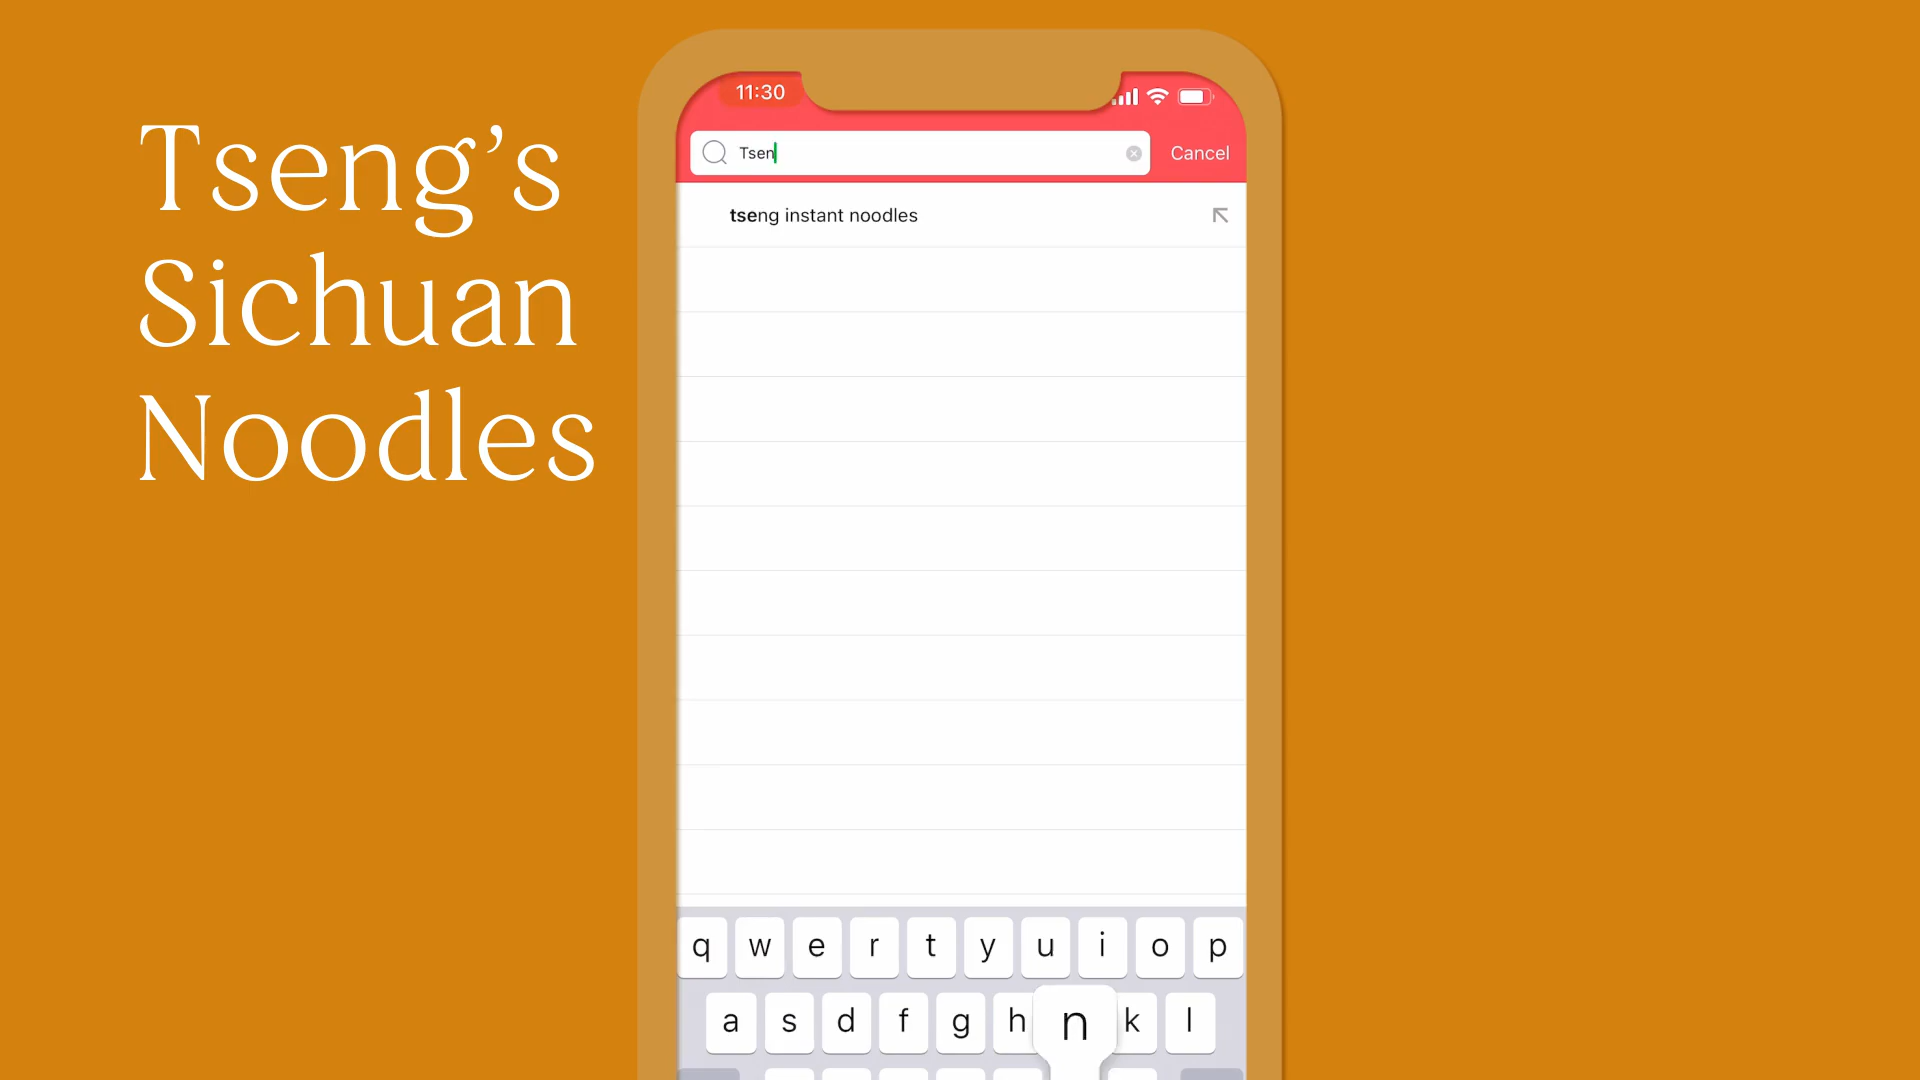 Tseng’s
Sichuan
Noodles
11:30
Tsen
Cancel
tseng instant noodles
q w e r t y u i o p
a s d f g h n k l